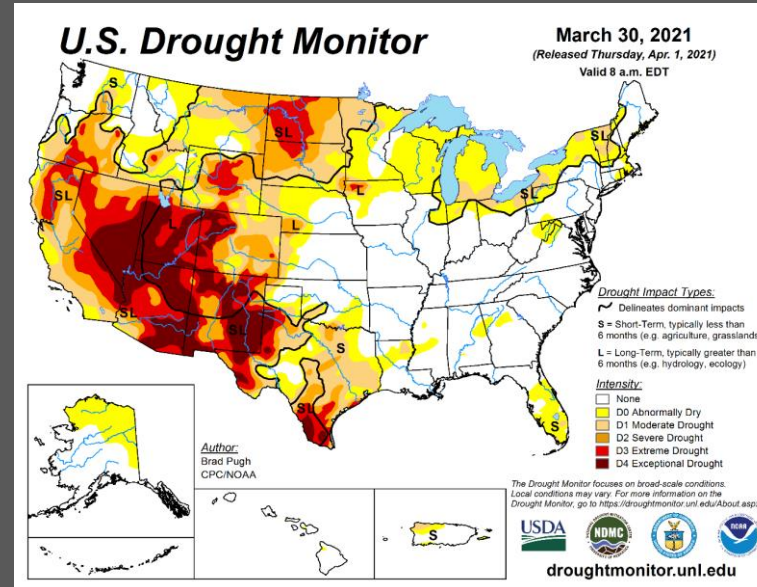 U.S. Drought Monitor
March 30, 2021
(Released Thursday, Apr. 1, 2021)
Valid 8 a.m. EDT
S
SL
SL
SL
SL
L
L
L
SL
SL
S
SL
S
Drought Impact Types:
Delineates dominant impacts
S = Short-Term, typically less than
6 months (e.g. agriculture, grasslands
L = Long-Term, typically greater than
6 months (e.g. hydrology, ecology)
Intensity:
None
D0 Abnormally Dry
D1 Moderate Drought
D2 Severe Drought
D3 Extreme Drought
D4 Exceptional Drought
Author:
Brad Pugh
CPC/NOAA
S
The Drought Monitor focuses on broad-scale conditions.
Local conditions may vary. For more information on the
Drought Monitor, go to https://droughtmonitor.unl.edu/About.aspx
USDA
NDMC
NOAA
droughtmonitor.unl.edu